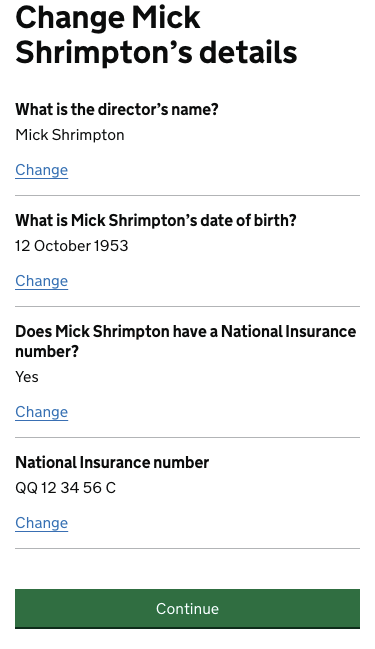 Change Mick
Shrimpton’s details
What is the director’s name?
Mick Shrimpton
Change
What is Mick Shrimpton’s date of birth?
12 October 1953
Change
Does Mick Shrimpton have a National Insurance
number?
Yes
Change
National Insurance number
QQ 12 34 56 C
Change
Continue